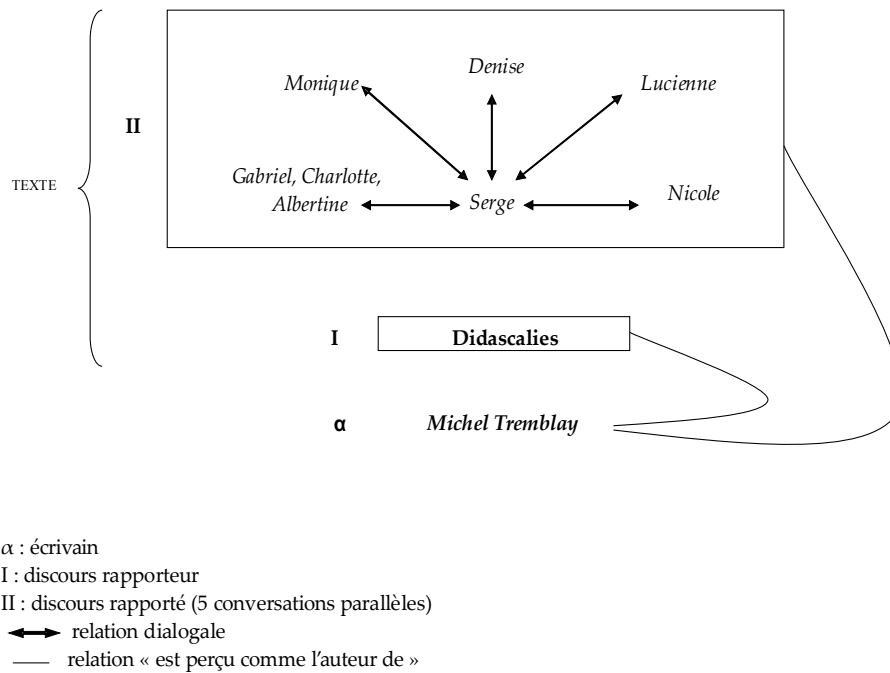 Monique
Denise
Lucienne
II
TEXTE
Gabriel, Charlotte,
Albertine
Serge
Nicole
I
Didascalies
α
Michel Tremblay
α : écrivain
I : discours rapporteur
II : discours rapporté (5 conversations parallèles)
relation dialogale
relation « est perçu comme l’auteur de »